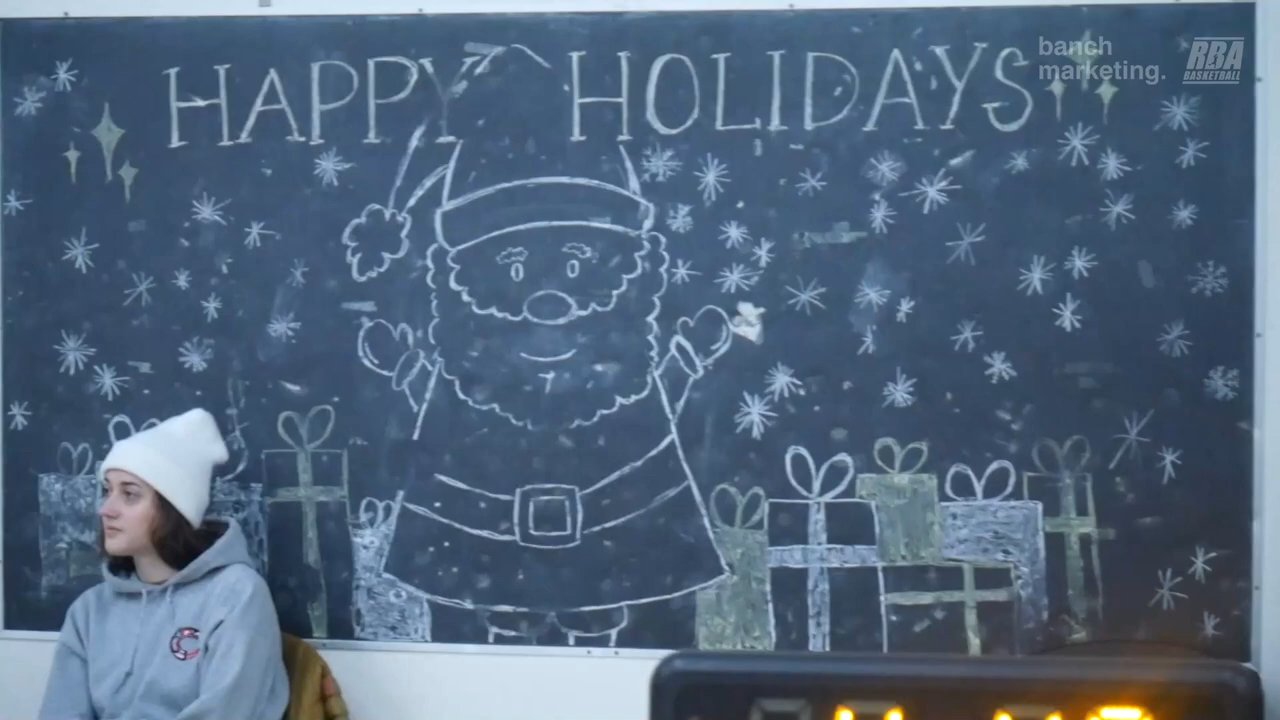 HAPPY HOLIDAYS
banch
marketing.
RBA
BASKETBALL
C